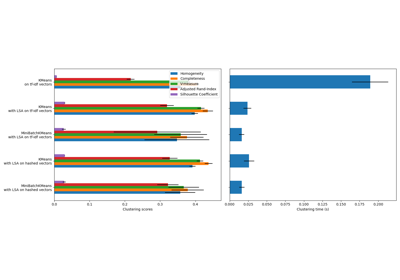 Homogeneity
Completeness
V-measure
Adjusted Rand-Index
Silhouette Coefficient
KMeans
on tf-idf vectors
KMeans
with LSA on tf-idf vectors
MiniBatchKMeans
with LSA on tf-idf vectors
KMeans
with LSA on hashed vectors
MiniBatchKMeans
with LSA on hashed vectors
0.0 0.1 0.2 0.3 0.4
Clustering scores
0.000 0.025 0.050 0.075 0.100 0.125 0.150 0.175 0.200
Clustering time (s)